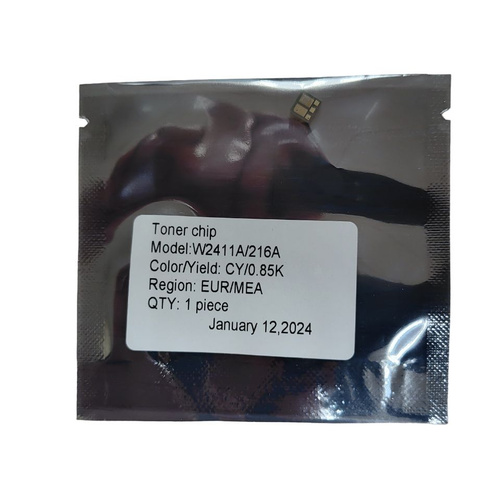 Toner chip
Model:W2411A/216A
Color/Yield: CY/0.85K
Region: EUR/MEA
QTY: 1 piece
January 12,2024